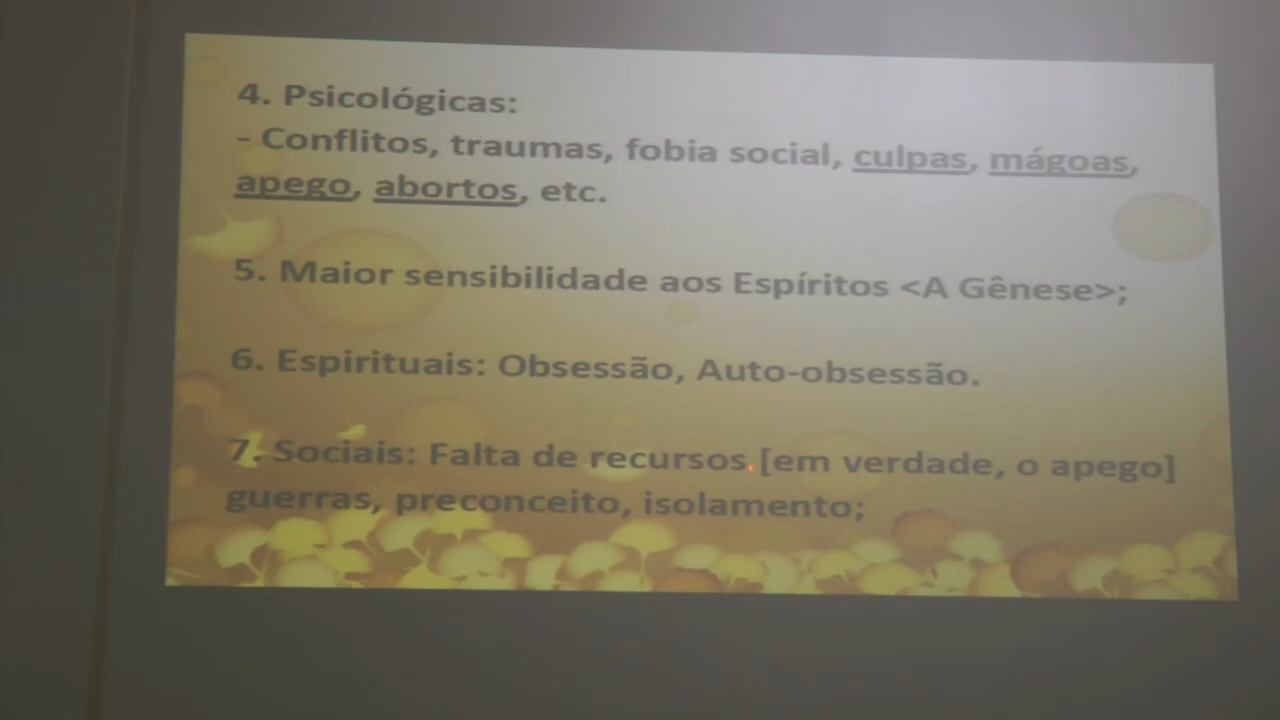 4. Psicológicas:
- Conflitos, traumas, fobia social, culpas, mágoas,
apego, abortos, etc.
5. Maior sensibilidade aos Espíritos <A Gênese>;
6. Espirituais: Obsessão, Auto-obsessão.
7. Sociais: Falta de recursos [em verdade, o apego]
guerras, preconceito, isolamento;